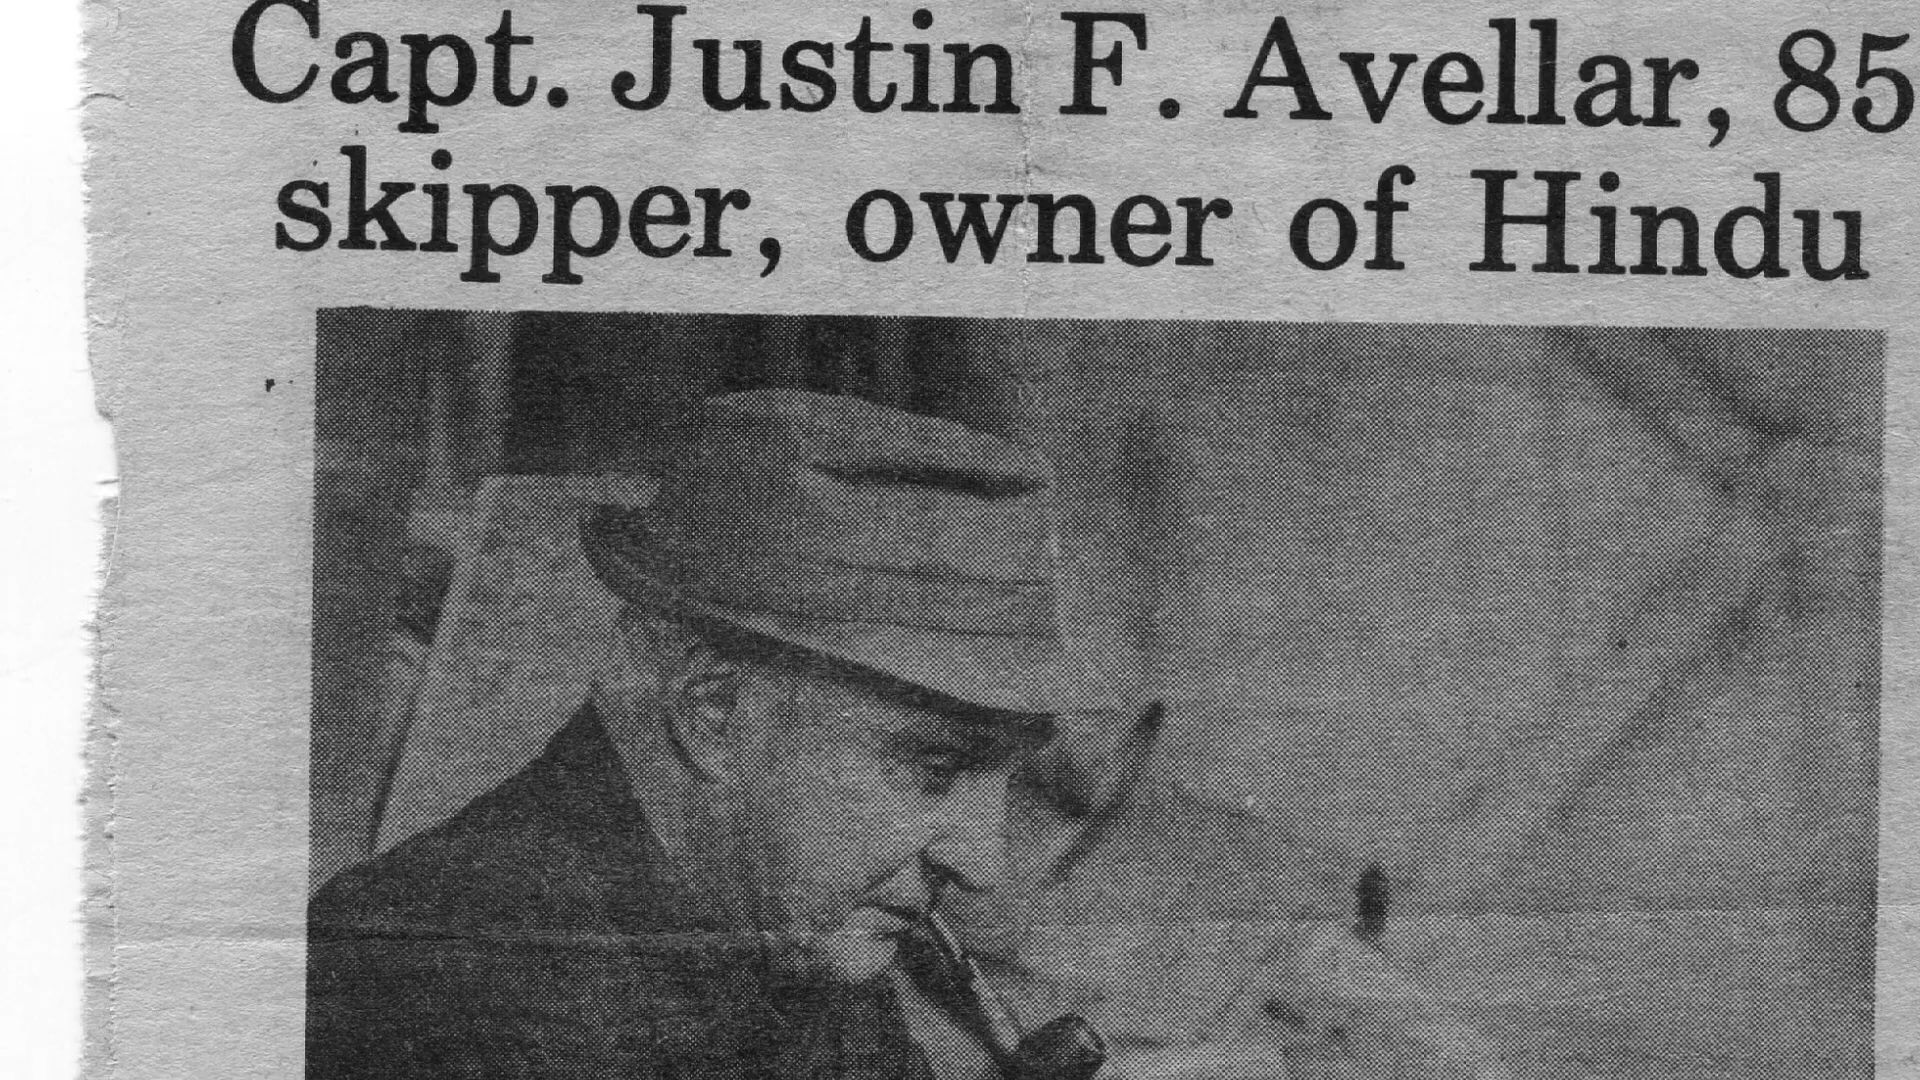 Capt. Justin F. Avellar, 85
skipper, owner of Hindu